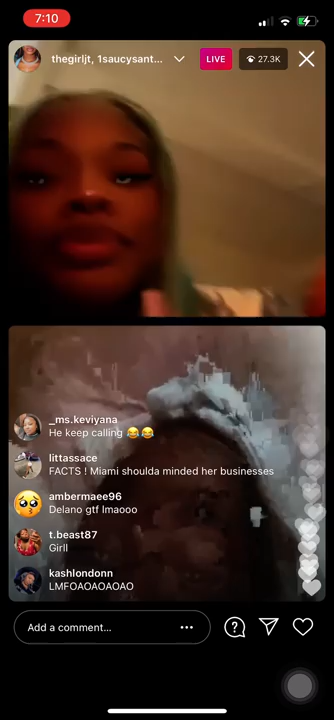 7:10
thegirljt, 1saucysant...
LIVE
27.3K
_ms.keviyana
He keep calling 😂😂
littassace
FACTS ! Miami shoulda minded her businesses
ambermaee96
Delano gtf lmaooo
t.beast87
Girll
kashlondonn
LMFOAOAOAOAO
Add a comment...